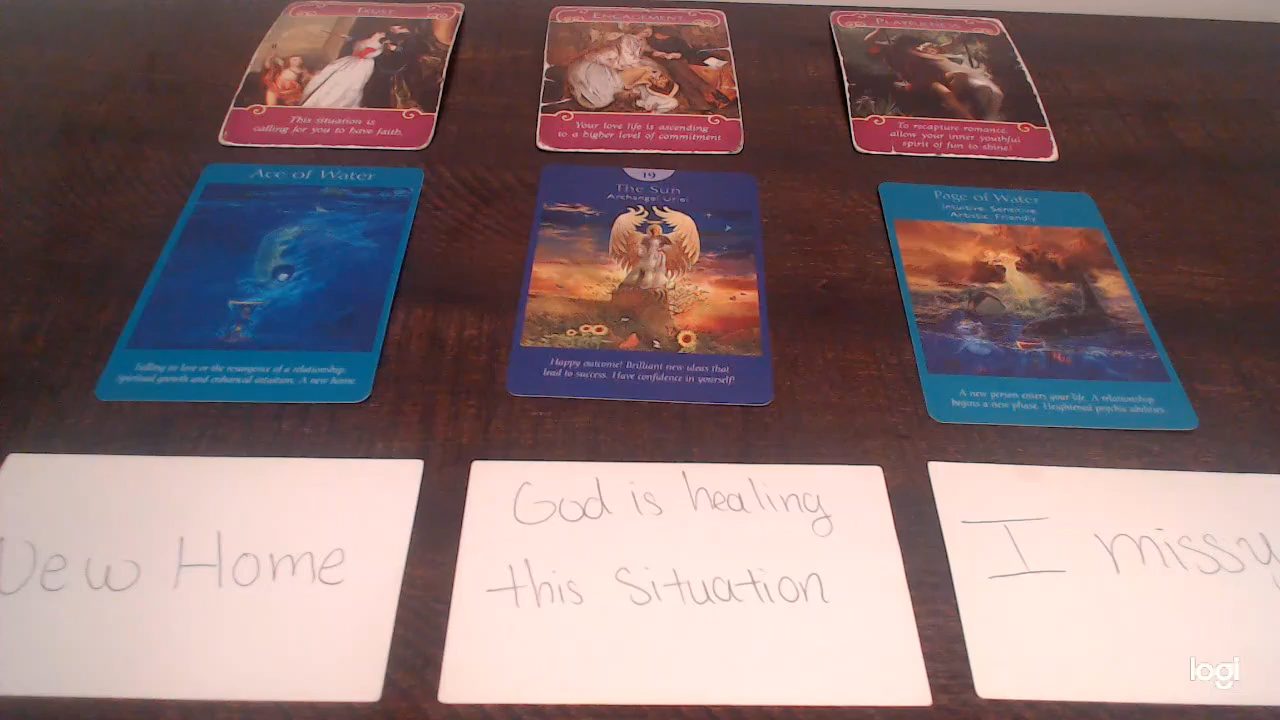 TRUST
This situation is
calling for you to have faith.
ENGAGEMENT
Your love life is ascending
to a higher level of commitment
PLAYFULNESS
To recapture romance,
allow your inner youthful
spirit of fun to shine!
Ace of Water
Falling in love or the resurgence of a relationship.
Spiritual growth and enhanced intuition. A new home.
19
The Sun
Archangel Uriel
Happy outcome! Brilliant new ideas that
lead to success. Have confidence in yourself!
Page of Water
Intuitive, Sensitive
Artistic, Friendly
A new person enters your life. A relationship
begins a new phase. Heightened psychic abilities.
New Home
God is healing
this Situation
I missy
logi